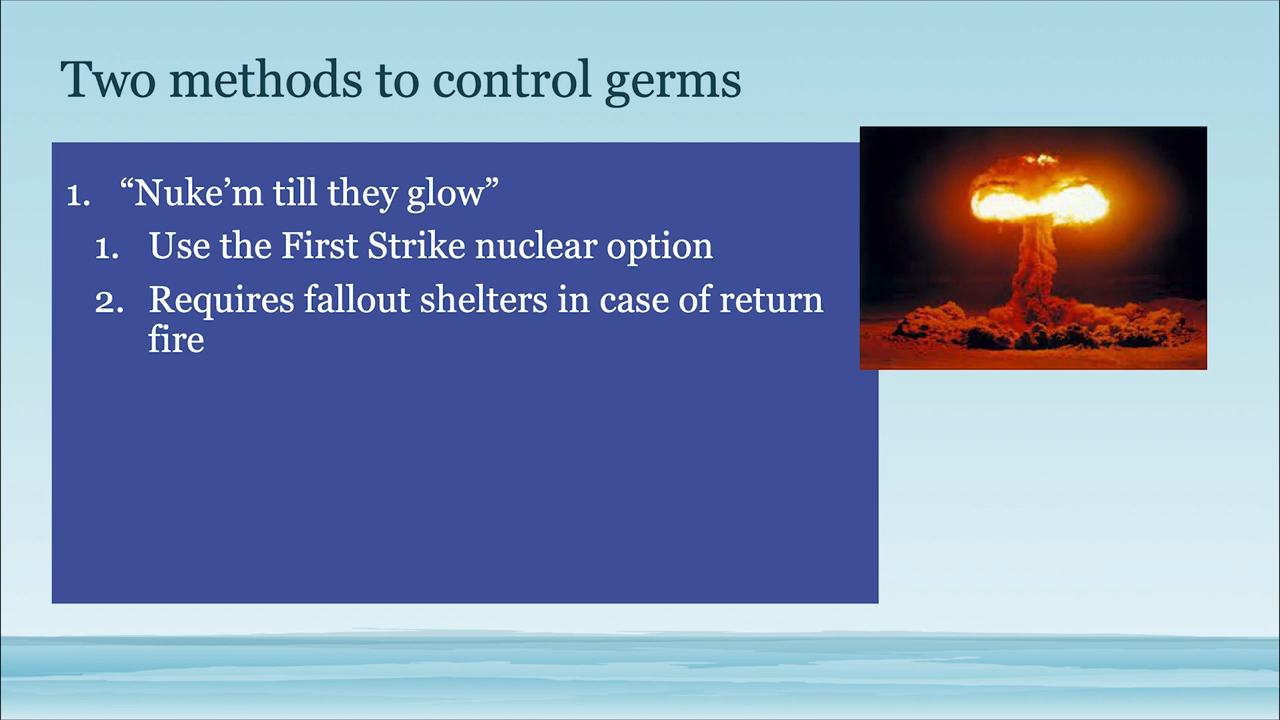 Two methods to control germs
1. “Nuke’m till they glow”
1. Use the First Strike nuclear option
2. Requires fallout shelters in case of return
fire